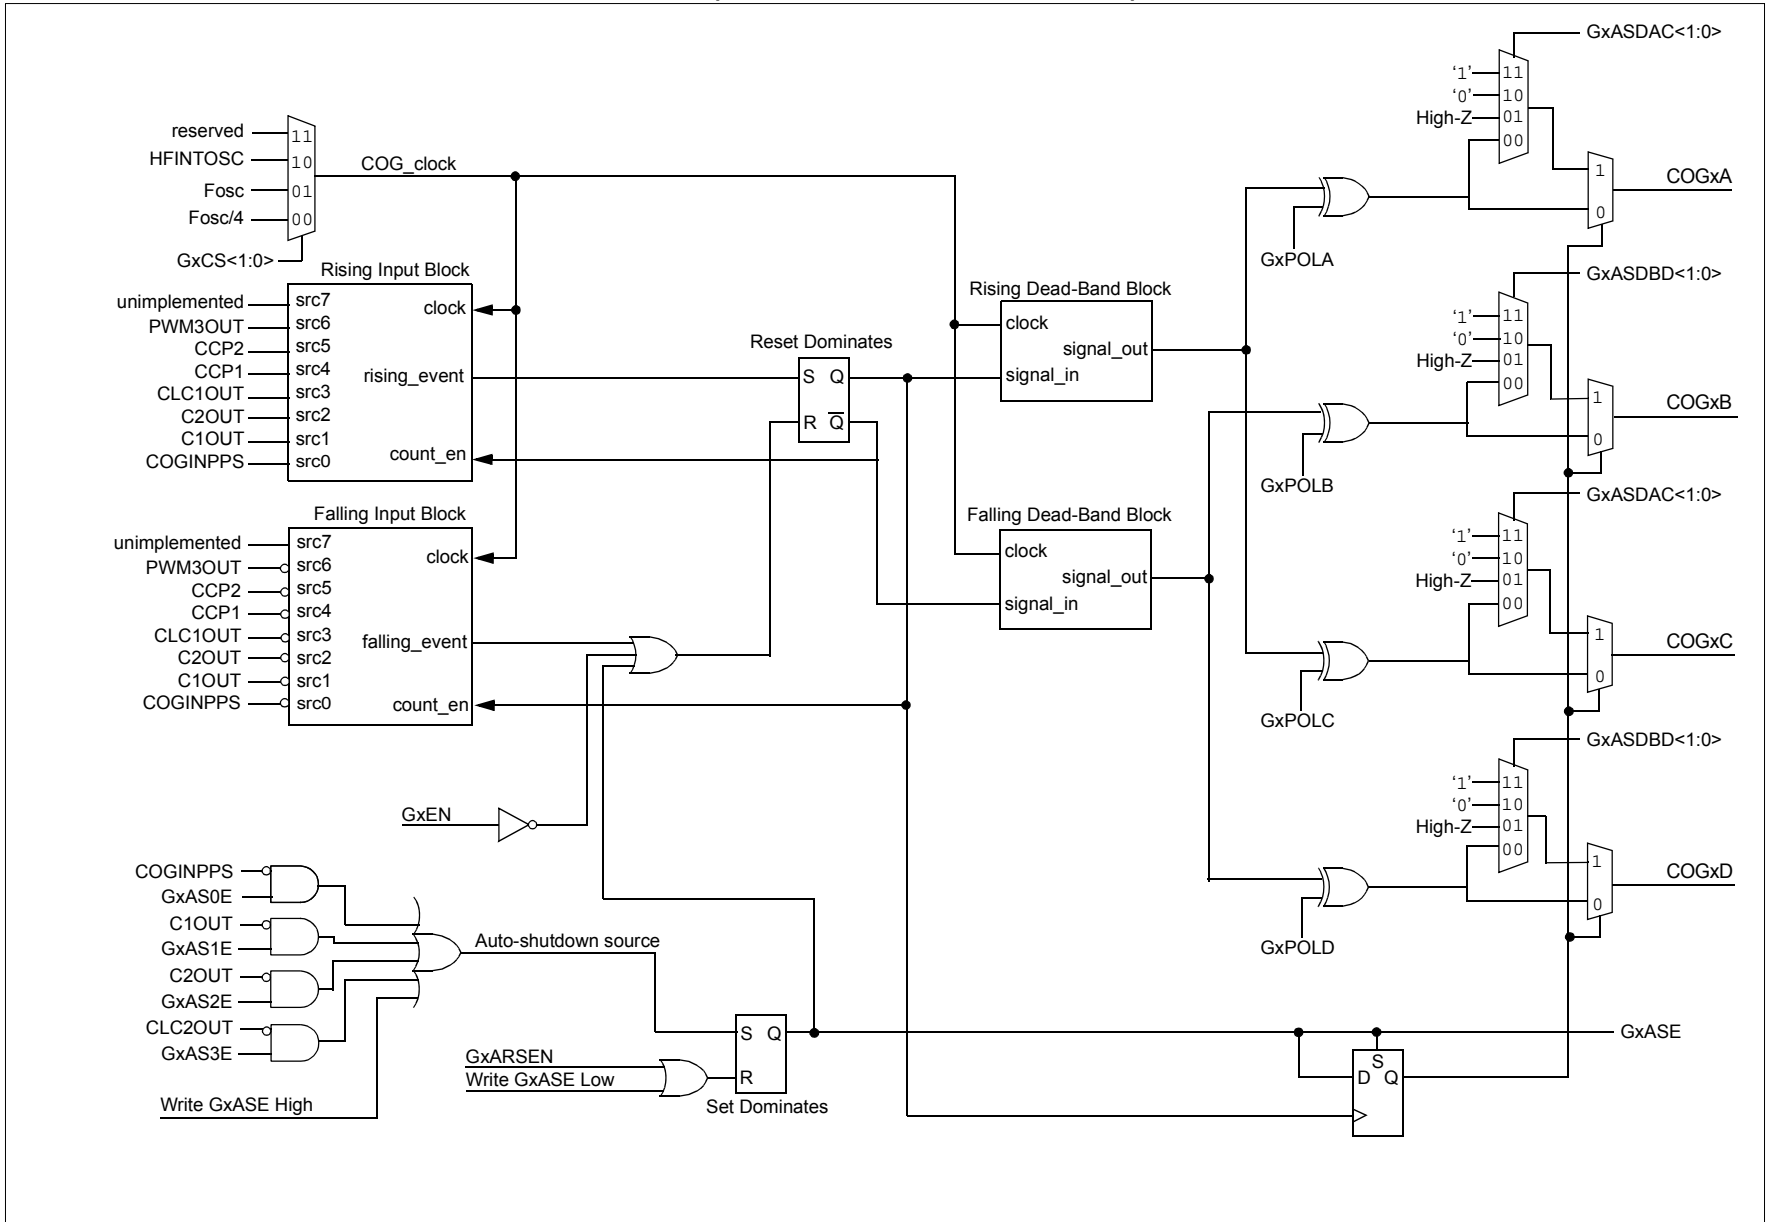 GxASDAC<1:0>
'1' 11
'0' 10
High-Z 01
00
1
0
COGxA
reserved 11
HFINTOSC 10
Fosc 01
Fosc/4 00
GxCS<1:0>
COG_clock
GxPOLA
Rising Input Block
unimplemented src7
PWM3OUT src6
CCP2 src5
CCP1 src4
CLC1OUT src3
C2OUT src2
C1OUT src1
COGINPPS src0
clock
rising_event
count_en
Reset Dominates
S Q
R Q̅
Rising Dead-Band Block
clock
signal_out
signal_in
GxASDBD<1:0>
'1' 11
'0' 10
High-Z 01
00
1
0
COGxB
GxPOLB
Falling Input Block
unimplemented src7
PWM3OUT src6
CCP2 src5
CCP1 src4
CLC1OUT src3
C2OUT src2
C1OUT src1
COGINPPS src0
clock
falling_event
count_en
Falling Dead-Band Block
clock
signal_out
signal_in
GxASDAC<1:0>
'1' 11
'0' 10
High-Z 01
00
1
0
COGxC
GxPOLC
GxASDBD<1:0>
'1' 11
'0' 10
High-Z 01
00
1
0
COGxD
GxPOLD
GxEN
COGINPPS
GxAS0E
C1OUT
GxAS1E
C2OUT
GxAS2E
CLC2OUT
GxAS3E
Write GxASE High
Auto-shutdown source
GxARSEN
Write GxASE Low
S Q
R
Set Dominates
GxASE
S
D Q